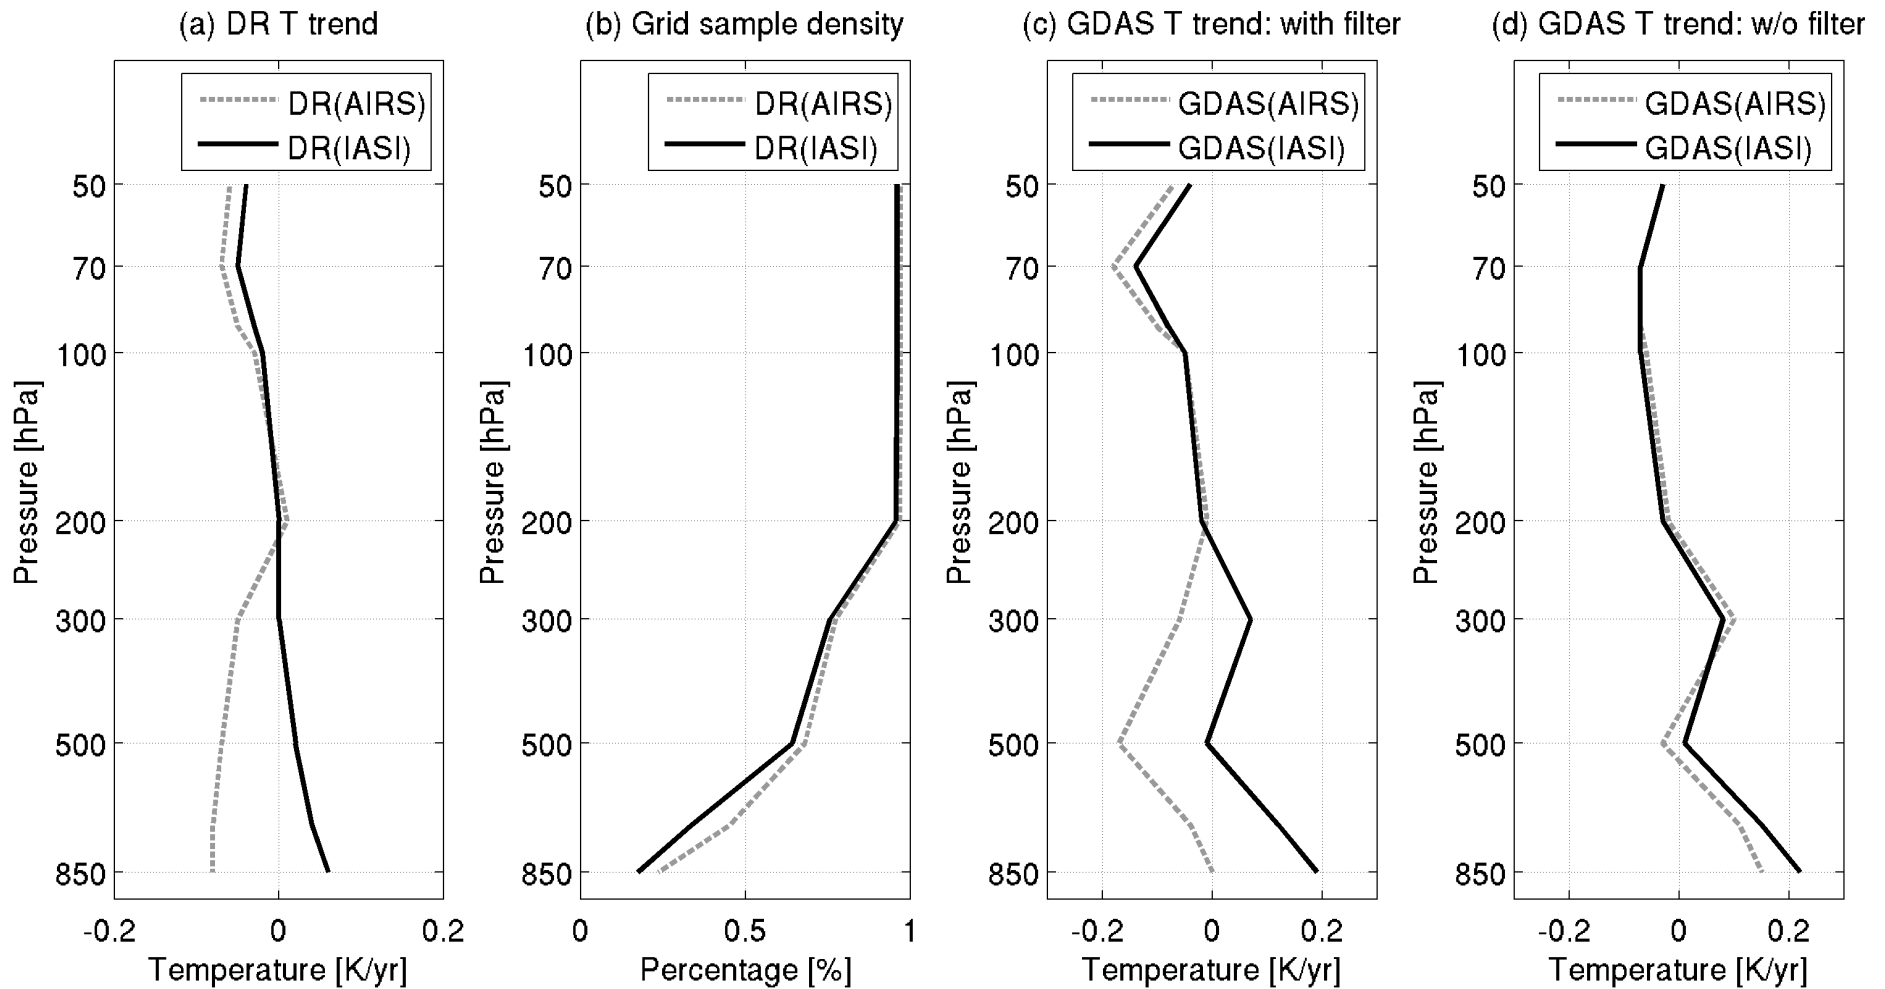 (a) DR T trend
DR(AIRS)
DR(IASI)
50
70
100
200
300
500
850
Pressure [hPa]
-0.2 0 0.2
Temperature [K/yr]
(b) Grid sample density
DR(AIRS)
DR(IASI)
50
70
100
200
300
500
850
Pressure [hPa]
0 0.5 1
Percentage [%]
(c) GDAS T trend: with filter
GDAS(AIRS)
GDAS(IASI)
50
70
100
200
300
500
850
Pressure [hPa]
-0.2 0 0.2
Temperature [K/yr]
(d) GDAS T trend: w/o filter
GDAS(AIRS)
GDAS(IASI)
50
70
100
200
300
500
850
Pressure [hPa]
-0.2 0 0.2
Temperature [K/yr]